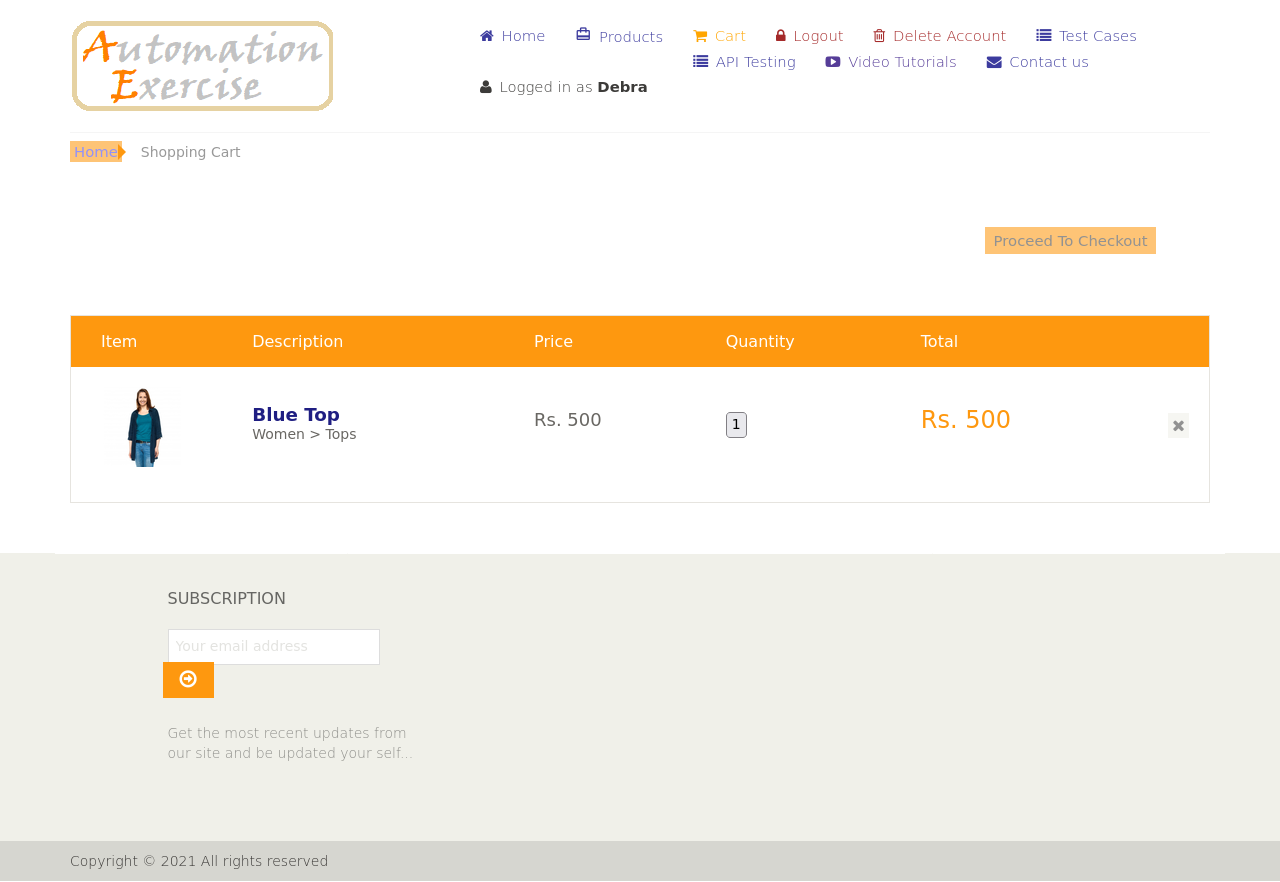 Automation
Exercise
Home Products Cart Logout Delete Account Test Cases
API Testing Video Tutorials Contact us
Logged in as Debra
Home Shopping Cart
Proceed To Checkout
Item Description Price Quantity Total
Blue Top
Women > Tops
Rs. 500 1 Rs. 500
SUBSCRIPTION
Your email address
Get the most recent updates from
our site and be updated your self...
Copyright © 2021 All rights reserved